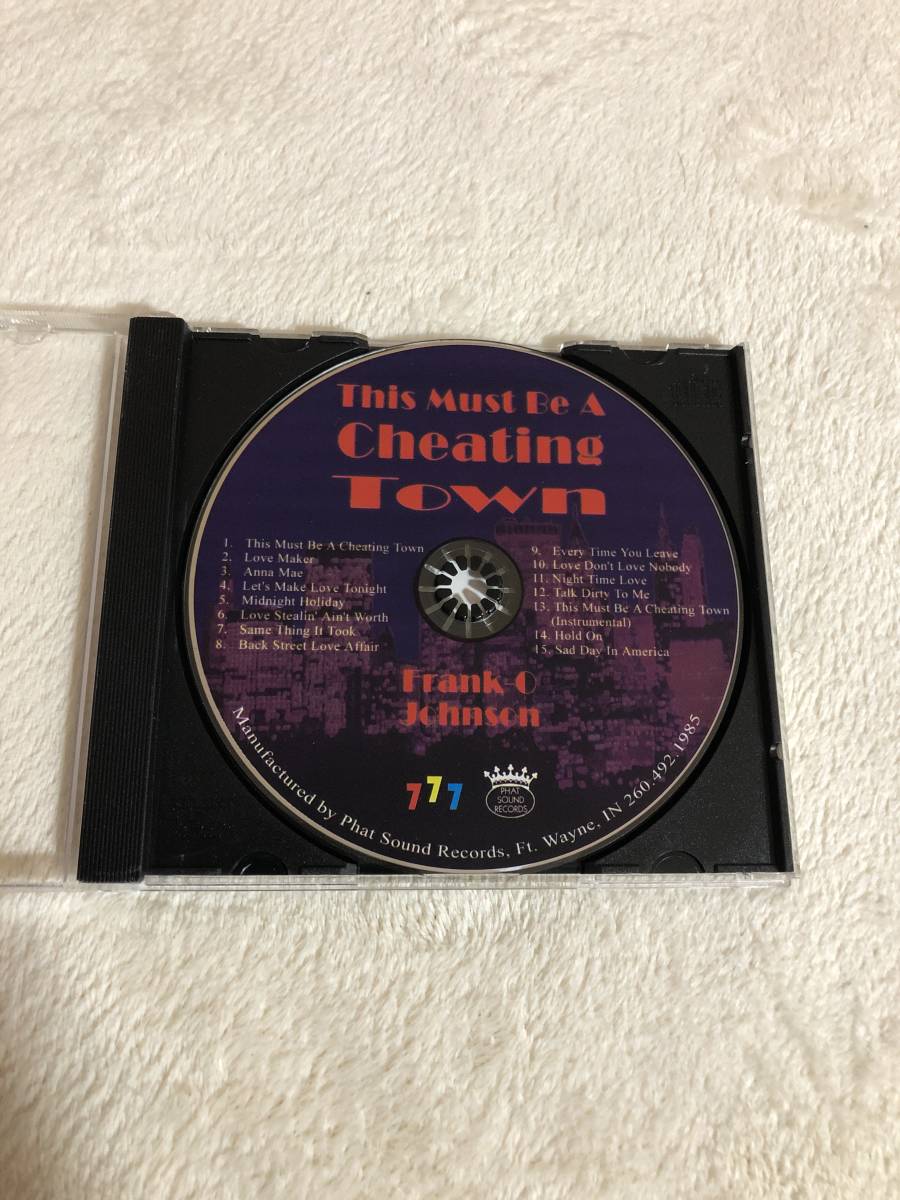 This Must Be A
Cheating
Town
1. This Must Be A Cheating Town
2. Love Maker
3. Anna Mae
4. Let's Make Love Tonight
5. Midnight Holiday
6. Love Stealin' Ain't Worth
7. Same Thing It Took
8. Back Street Love Affair
9. Every Time You Leave
10. Love Don't Love Nobody
11. Night Time Love
12. Talk Dirty To Me
13. This Must Be A Cheating Town
(Instrumental)
14. Hold On
15. Sad Day In America
Frank-O
Johnson
777
PHAT
SOUND
RECORDS
Manufactured by Phat Sound Records, Ft. Wayne, IN 260.492.1985